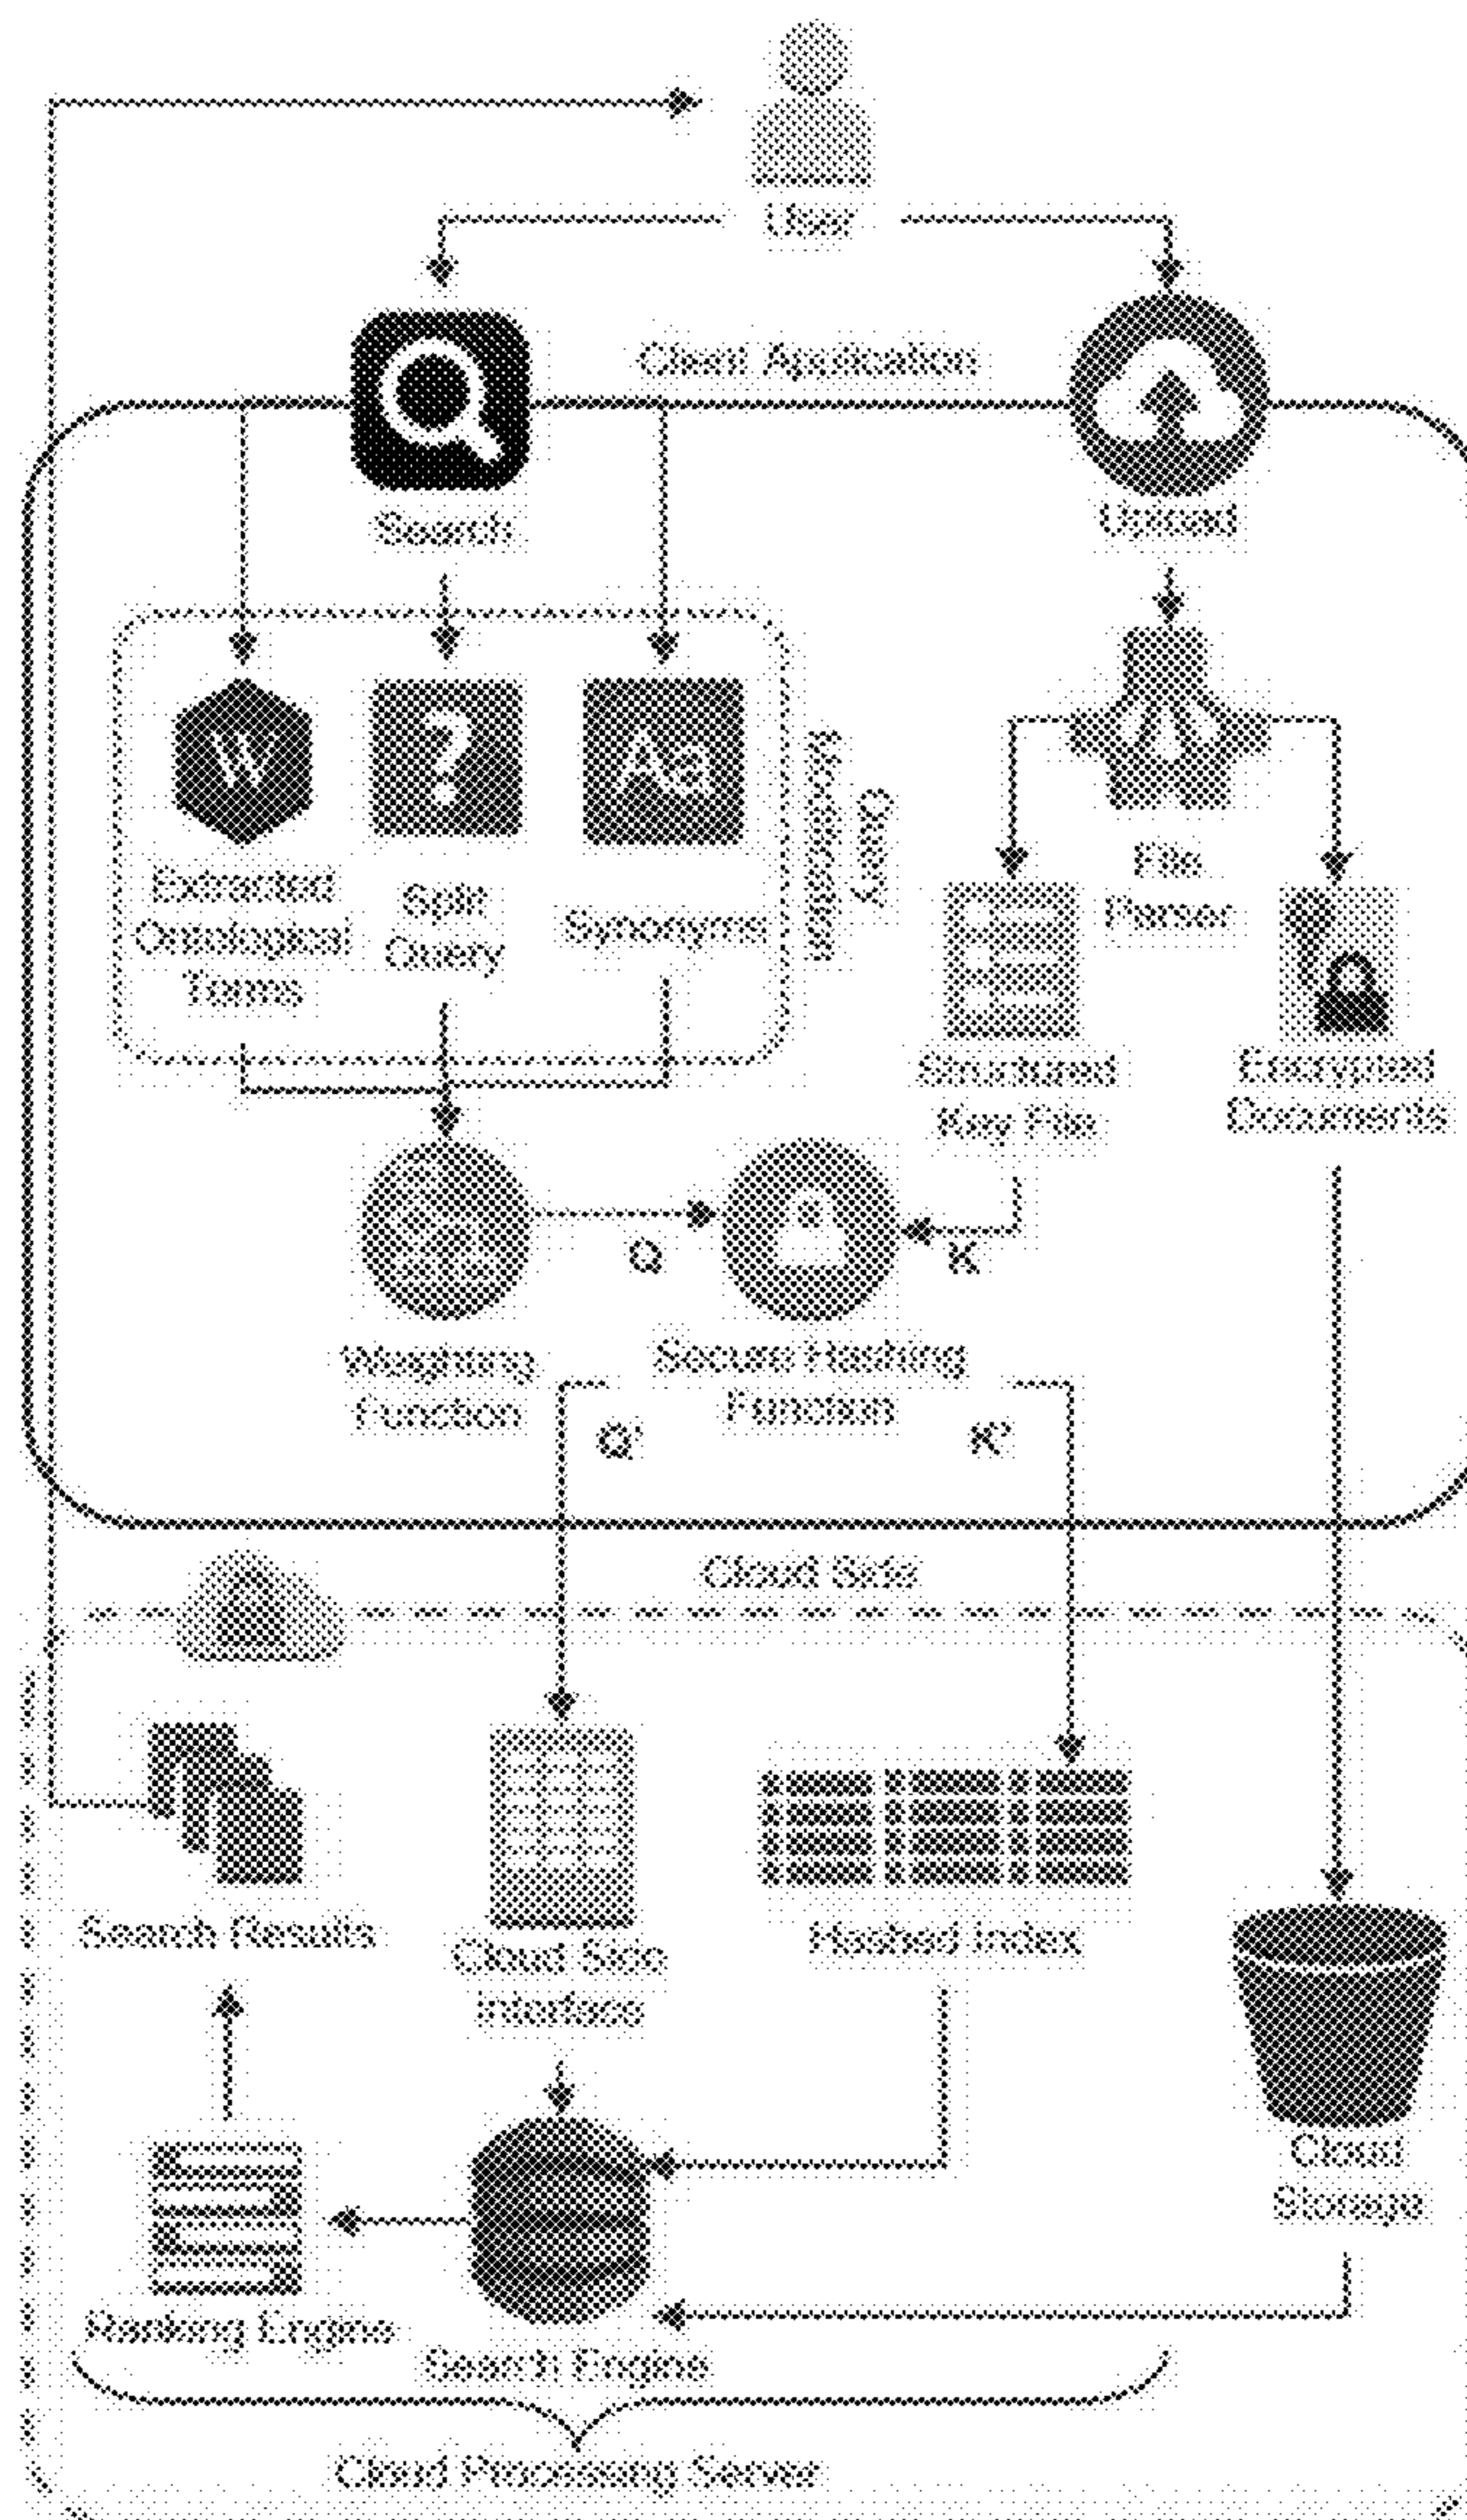 User
Client Application
Search
Upload
W
?
Aa
Extracted
Ontological
Terms
Split
Query
Synonyms
Query
File
Parser
Structured
Key File
Encrypted
Documents
Q
K
Weighting
Function
Secure Hashing
Function
Q'
K'
Cloud Side
Search Results
Cloud Side
Interface
Hashed Index
Cloud
Storage
Ranking Engine
Search Engine
Cloud Processing Server